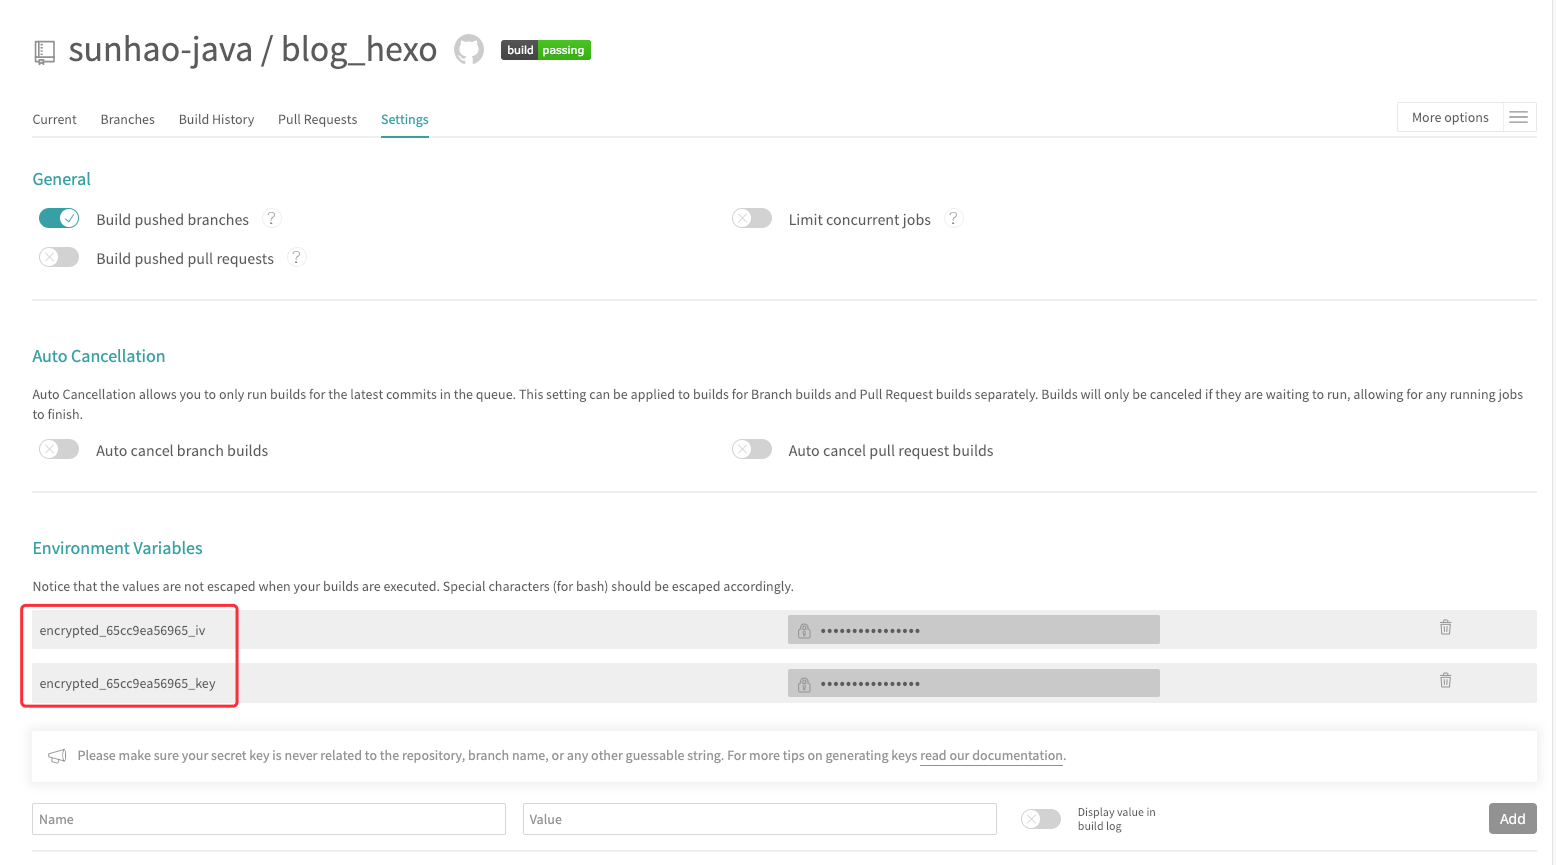 sunhao-java / blog_hexo build passing
Current Branches Build History Pull Requests Settings More options
General
Build pushed branches ? Limit concurrent jobs ?
Build pushed pull requests ?
Auto Cancellation
Auto Cancellation allows you to only run builds for the latest commits in the queue. This setting can be applied to builds for Branch builds and Pull Request builds separately. Builds will only be canceled if they are waiting to run, allowing for any running jobs
to finish.
Auto cancel branch builds Auto cancel pull request builds
Environment Variables
Notice that the values are not escaped when your builds are executed. Special characters (for bash) should be escaped accordingly.
encrypted_65cc9ea56965_iv ••••••••••••••••
encrypted_65cc9ea56965_key ••••••••••••••••
Please make sure your secret key is never related to the repository, branch name, or any other guessable string. For more tips on generating keys read our documentation.
Name Value Display value in
build log Add